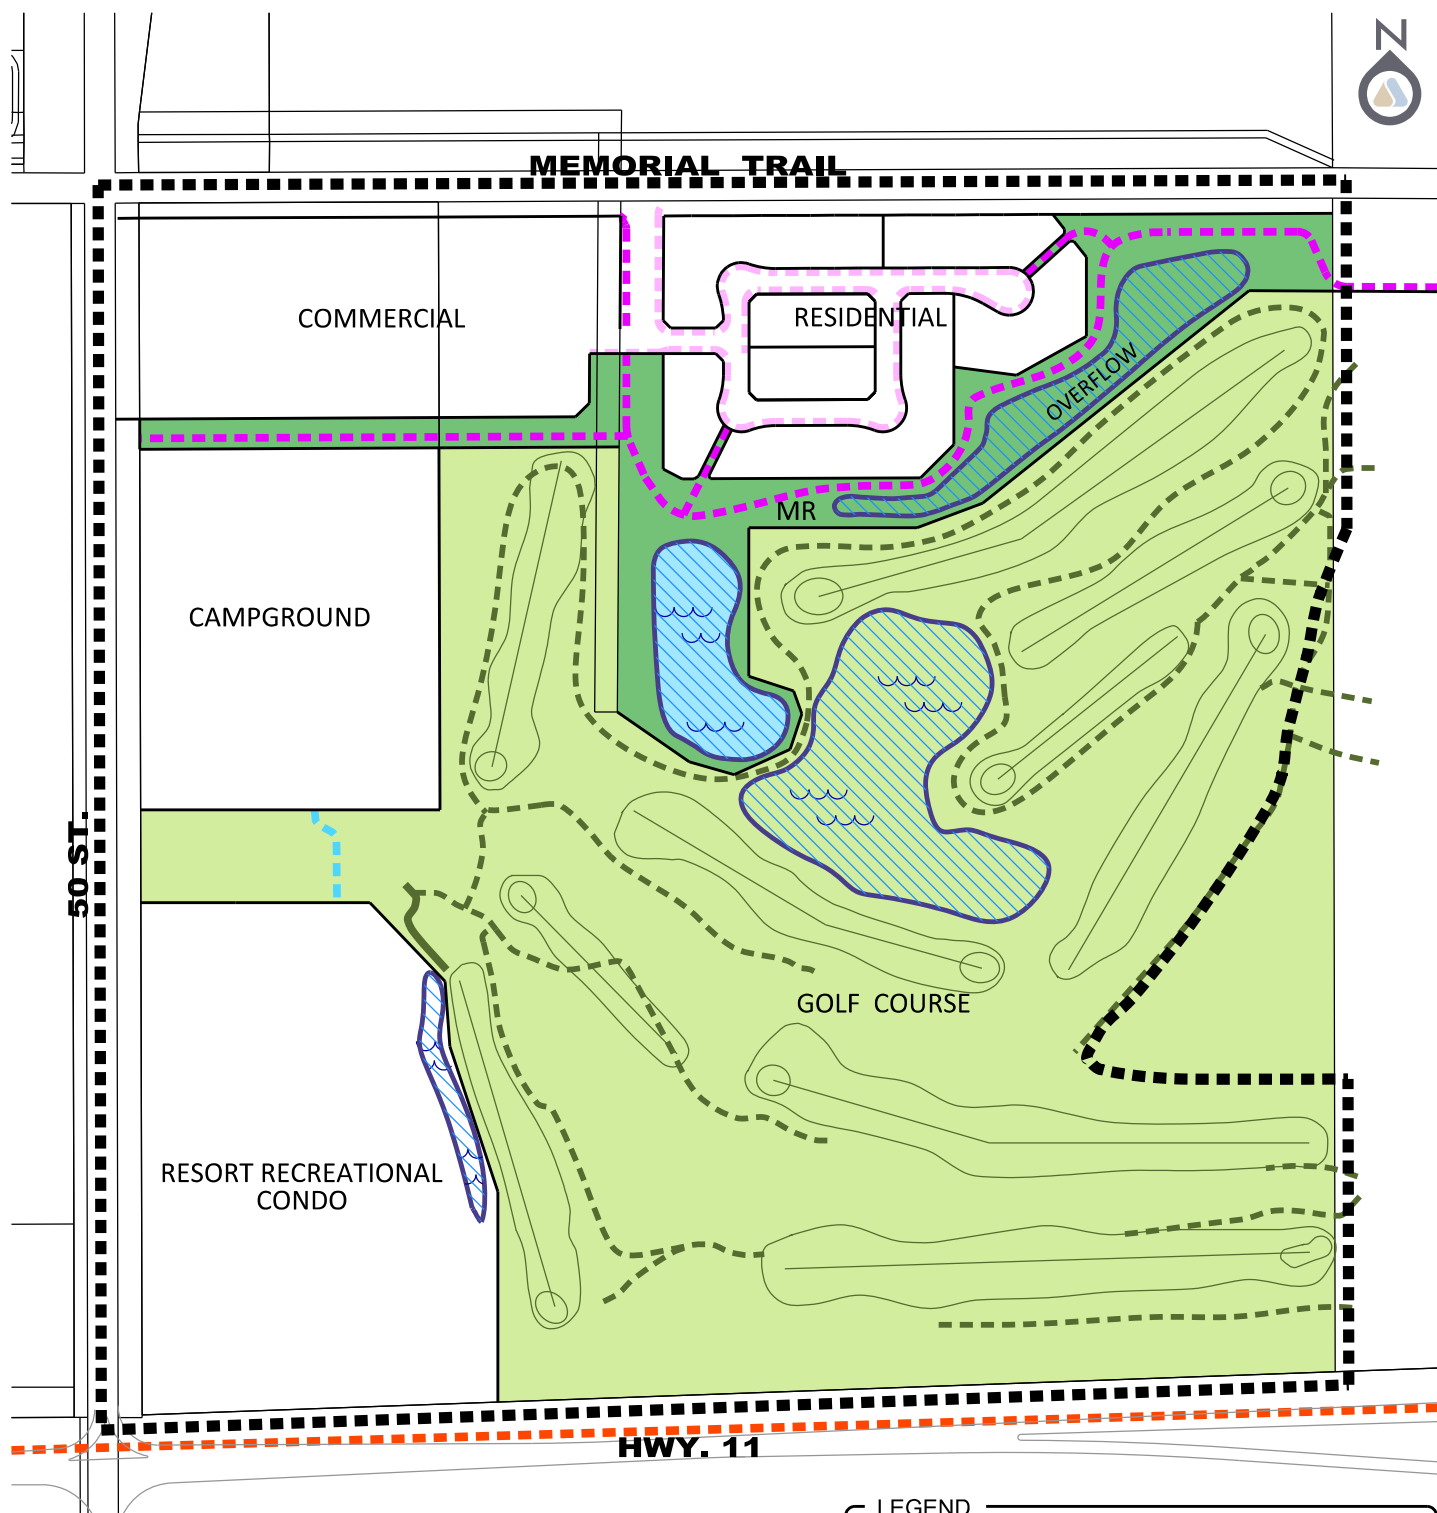 N
MEMORIAL TRAIL
COMMERCIAL
RESIDENTIAL
OVERFLOW
MR
CAMPGROUND
50 ST.
GOLF COURSE
RESORT RECREATIONAL
CONDO
HWY. 11
LEGEND